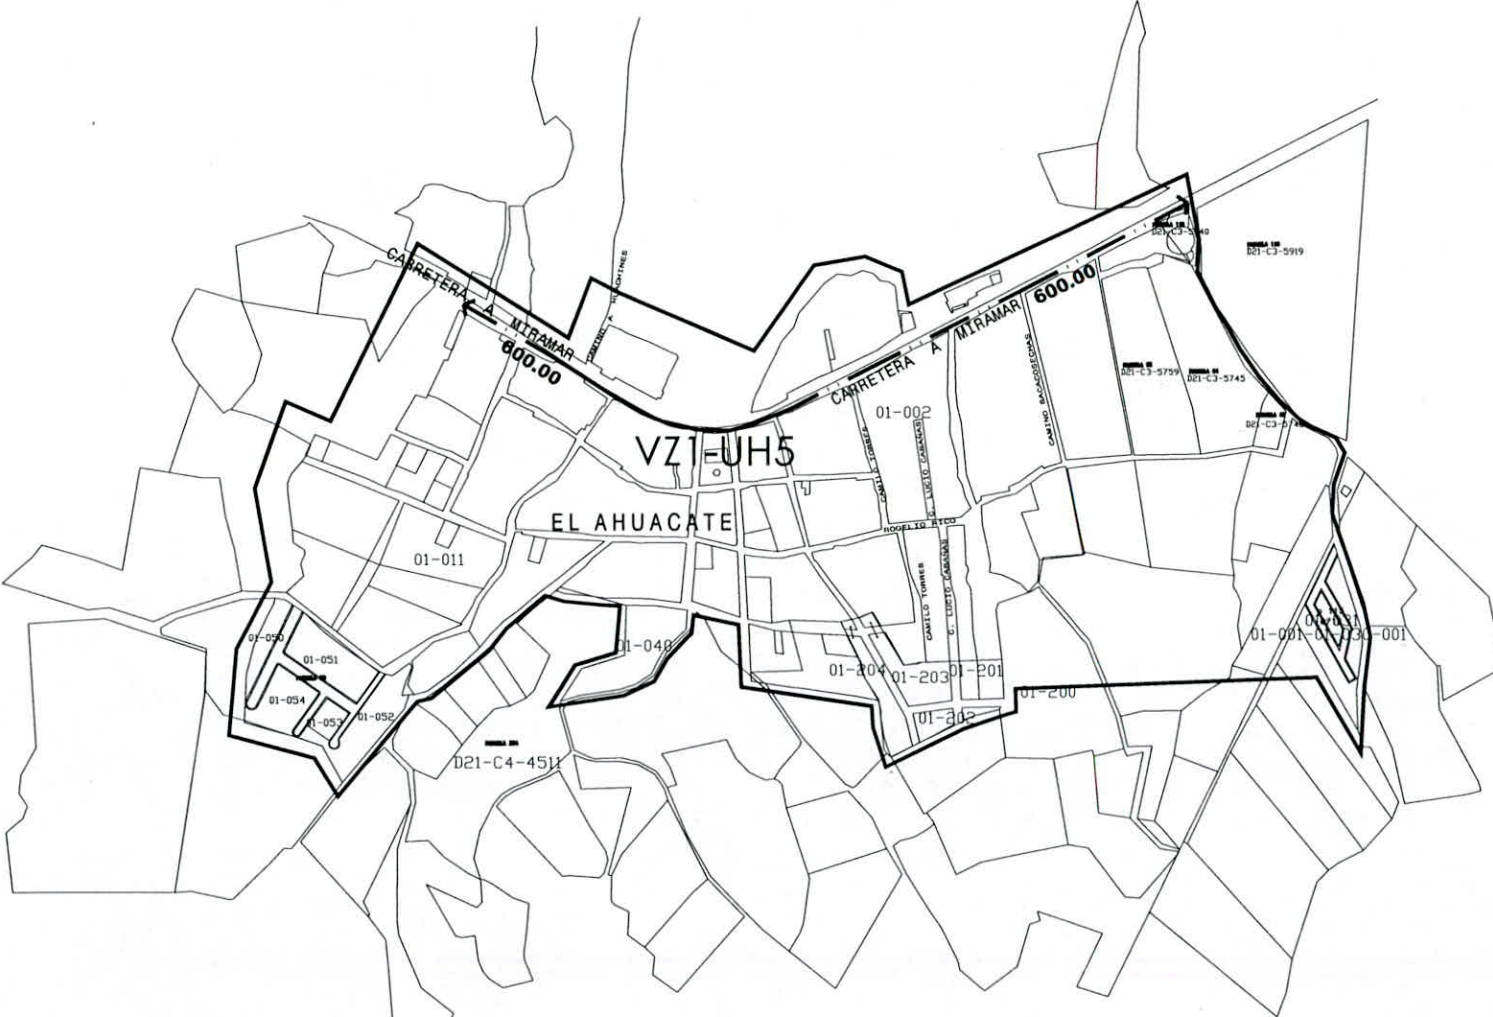 D21-C3-5919
CARRETERA A MIRAMAR
600.00
600.00
CARRETERA A MIRAMAR
D21-C3-5759
D21-C3-5745
CAMINO SACACOSECHAS
01-002
CAMILO TORRES
C. LUCIO CABAÑAS
VZ1-UH5
EL AHUACATE
ROGELIO RICO
01-011
CAMILO TORRES
C. LUCIO CABAÑAS
01-050
01-051
01-054
01-053
01-052
01-040
01-204
01-203
01-201
01-202
01-200
01-001-01-030-001
D21-C4-4511